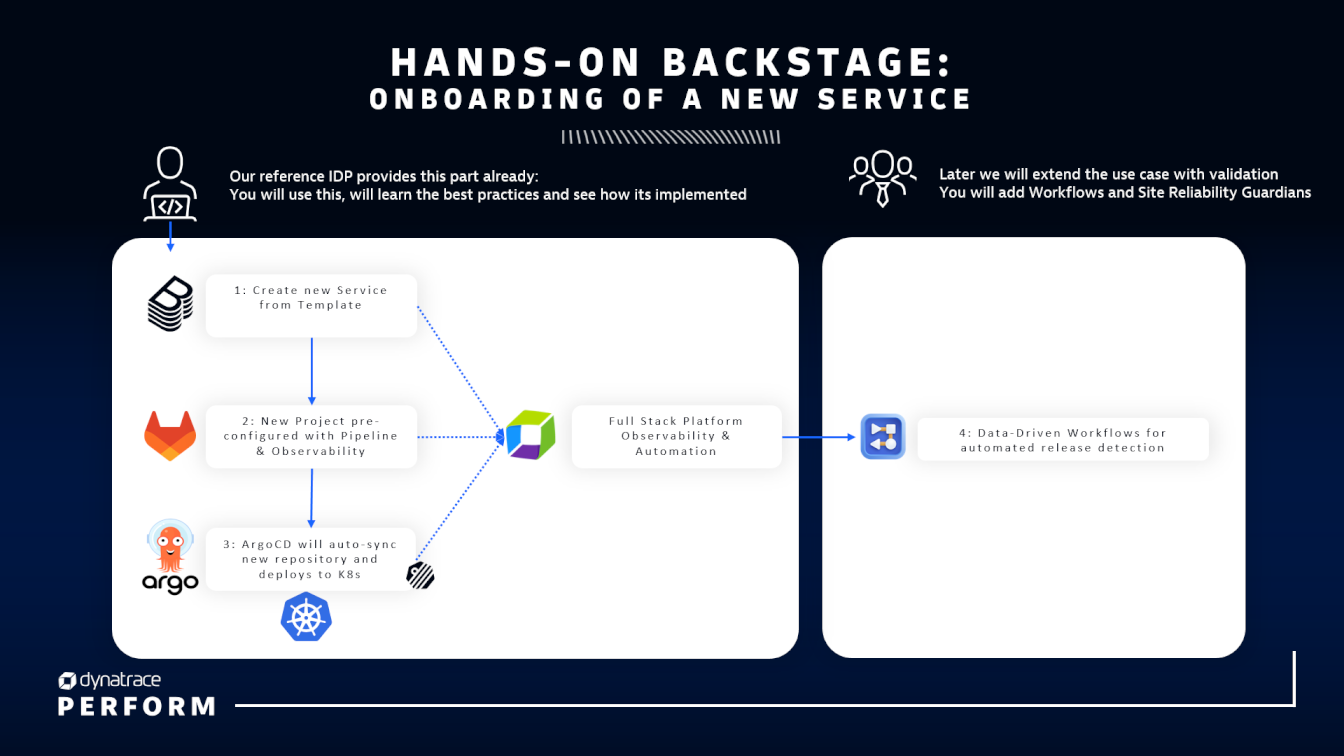 HANDS-ON BACKSTAGE:
ONBOARDING OF A NEW SERVICE
Our reference IDP provides this part already:
You will use this, will learn the best practices and see how its implemented
Later we will extend the use case with validation
You will add Workflows and Site Reliability Guardians
</>
1: Create new Service
from Template
2: New Project pre-
configured with Pipeline
& Observability
Full Stack Platform
Observability &
Automation
4: Data-Driven Workflows for
automated release detection
3: ArgoCD will auto-sync
new repository and
deploys to K8s
argo
dynatrace
PERFORM